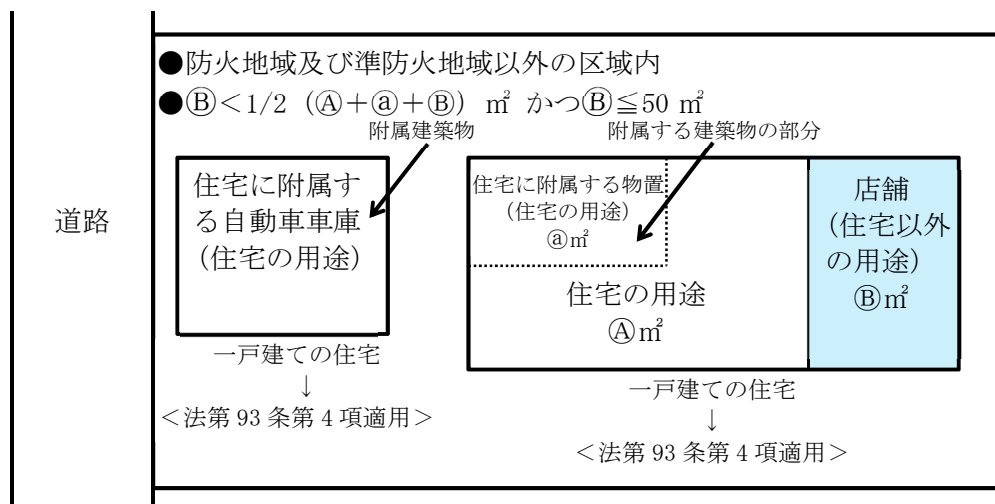 ●防火地域及び準防火地域以外の区域内
●Ⓑ<1/2 (Ⓐ+ⓐ+Ⓑ) ㎡ かつⒷ≦50 ㎡
附属建築物
附属する建築物の部分
道路
住宅に附属す
る自動車車庫
(住宅の用途)
住宅に附属する物置
(住宅の用途)
ⓐ㎡
住宅の用途
Ⓐ㎡
店舗
(住宅以外
の用途)
Ⓑ㎡
一戸建ての住宅
↓
<法第 93 条第 4 項適用>
一戸建ての住宅
↓
<法第 93 条第 4 項適用>